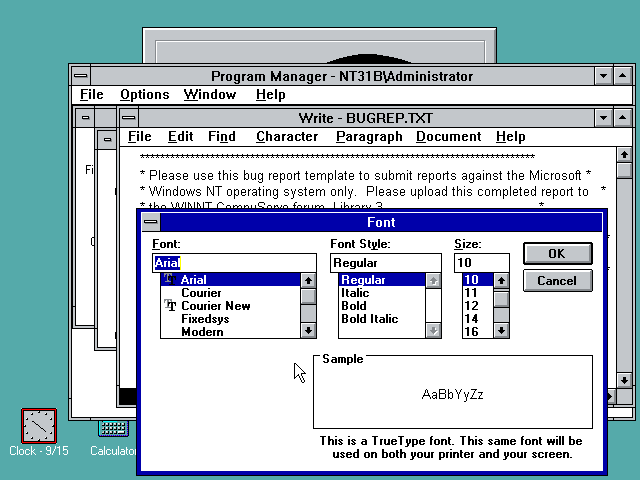 Program Manager - NT31B\Administrator
File Options Window Help
Write - BUGREP.TXT
File Edit Find Character Paragraph Document Help
* Please use this bug report template to submit reports against the Microsoft *
* Windows NT operating system only. Please upload this completed report to *
* the WINNT CompuServe forum, Library 3. *
Font
Font: Font Style: Size:
Arial Regular 10
OK
Cancel
Arial Regular 10
Courier Italic 11
Courier New Bold 12
Fixedsys Bold Italic 14
Modern 16
Sample
AaBbYyZz
This is a TrueType font. This same font will be
used on both your printer and your screen.
Clock - 9/15 Calculator